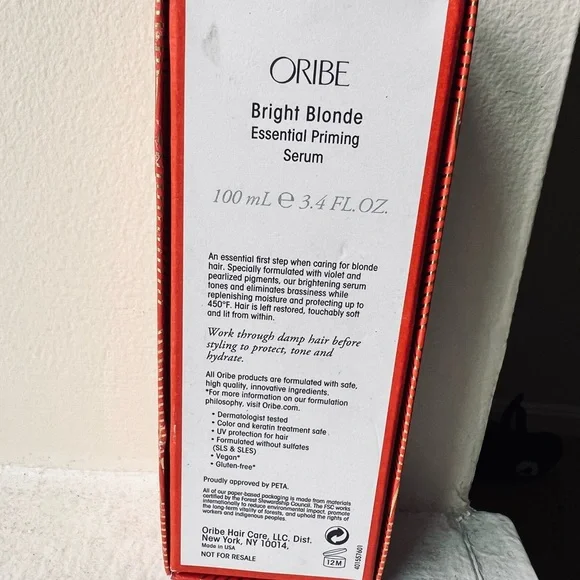 ORIBE
Bright Blonde
Essential Priming
Serum
100 mL ℮ 3.4 FL.OZ.
An essential first step when caring for blonde
hair. Specially formulated with violet and
pearlized pigments, our brightening serum
tones and eliminates brassiness while
replenishing moisture and protecting up to
450°F. Hair is left restored, touchably soft
and lit from within.
Work through damp hair before
styling to protect, tone and
hydrate.
All Oribe products are formulated with safe,
high quality, innovative ingredients.
*For more information on our formulation
philosophy, visit Oribe.com.
• Dermatologist tested
• Color and keratin treatment safe
• UV protection for hair
• Formulated without sulfates
(SLS & SLES)
• Vegan*
• Gluten-free*
Proudly approved by PETA.
All of our paper-based packaging is made from materials
certified by the Forest Stewardship Council. The FSC works
continuously to reduce environmental impact, promote
the long-term vitality of forests, and uphold the rights of
workers and indigenous peoples.
Oribe Hair Care, LLC. Dist.
New York, NY 10014.
Made in USA
NOT FOR RESALE
12M
401557601